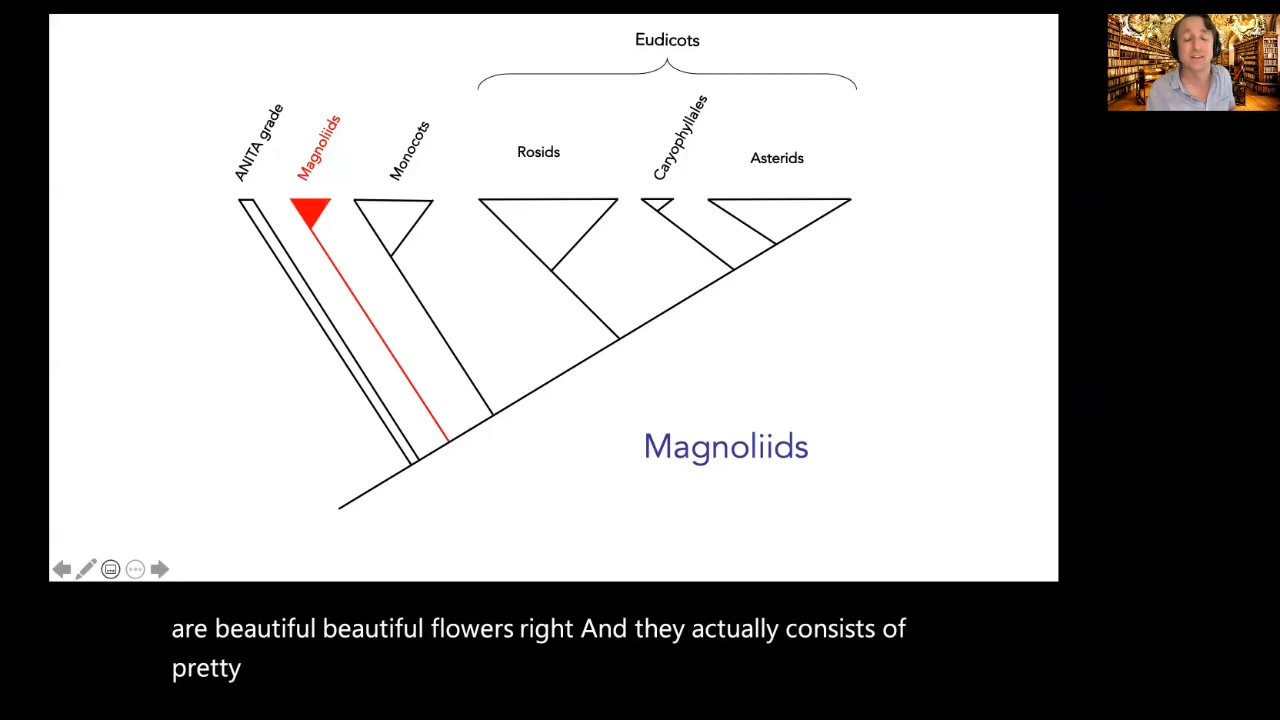 Eudicots
ANITA grade
Magnoliids
Monocots
Rosids
Caryophyllales
Asterids
Magnoliids
are beautiful beautiful flowers right And they actually consists of
pretty